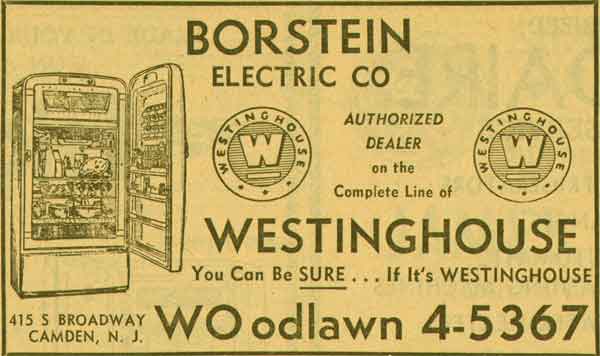 BORSTEIN
ELECTRIC CO
WESTINGHOUSE
W
AUTHORIZED
DEALER
on the
Complete Line of
WESTINGHOUSE
W
WESTINGHOUSE
You Can Be SURE . . . If It's WESTINGHOUSE
415 S BROADWAY
CAMDEN, N. J.
WO odlawn 4-5367